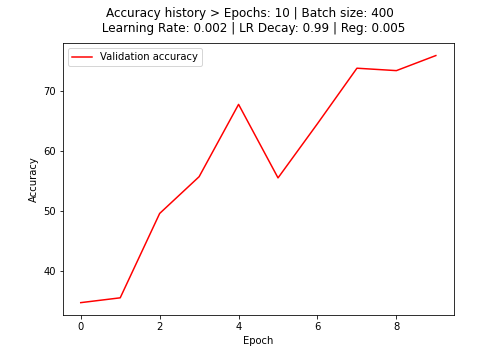 Accuracy history > Epochs: 10 | Batch size: 400
Learning Rate: 0.002 | LR Decay: 0.99 | Reg: 0.005
Validation accuracy
70
60
50
40
Accuracy
0 2 4 6 8
Epoch